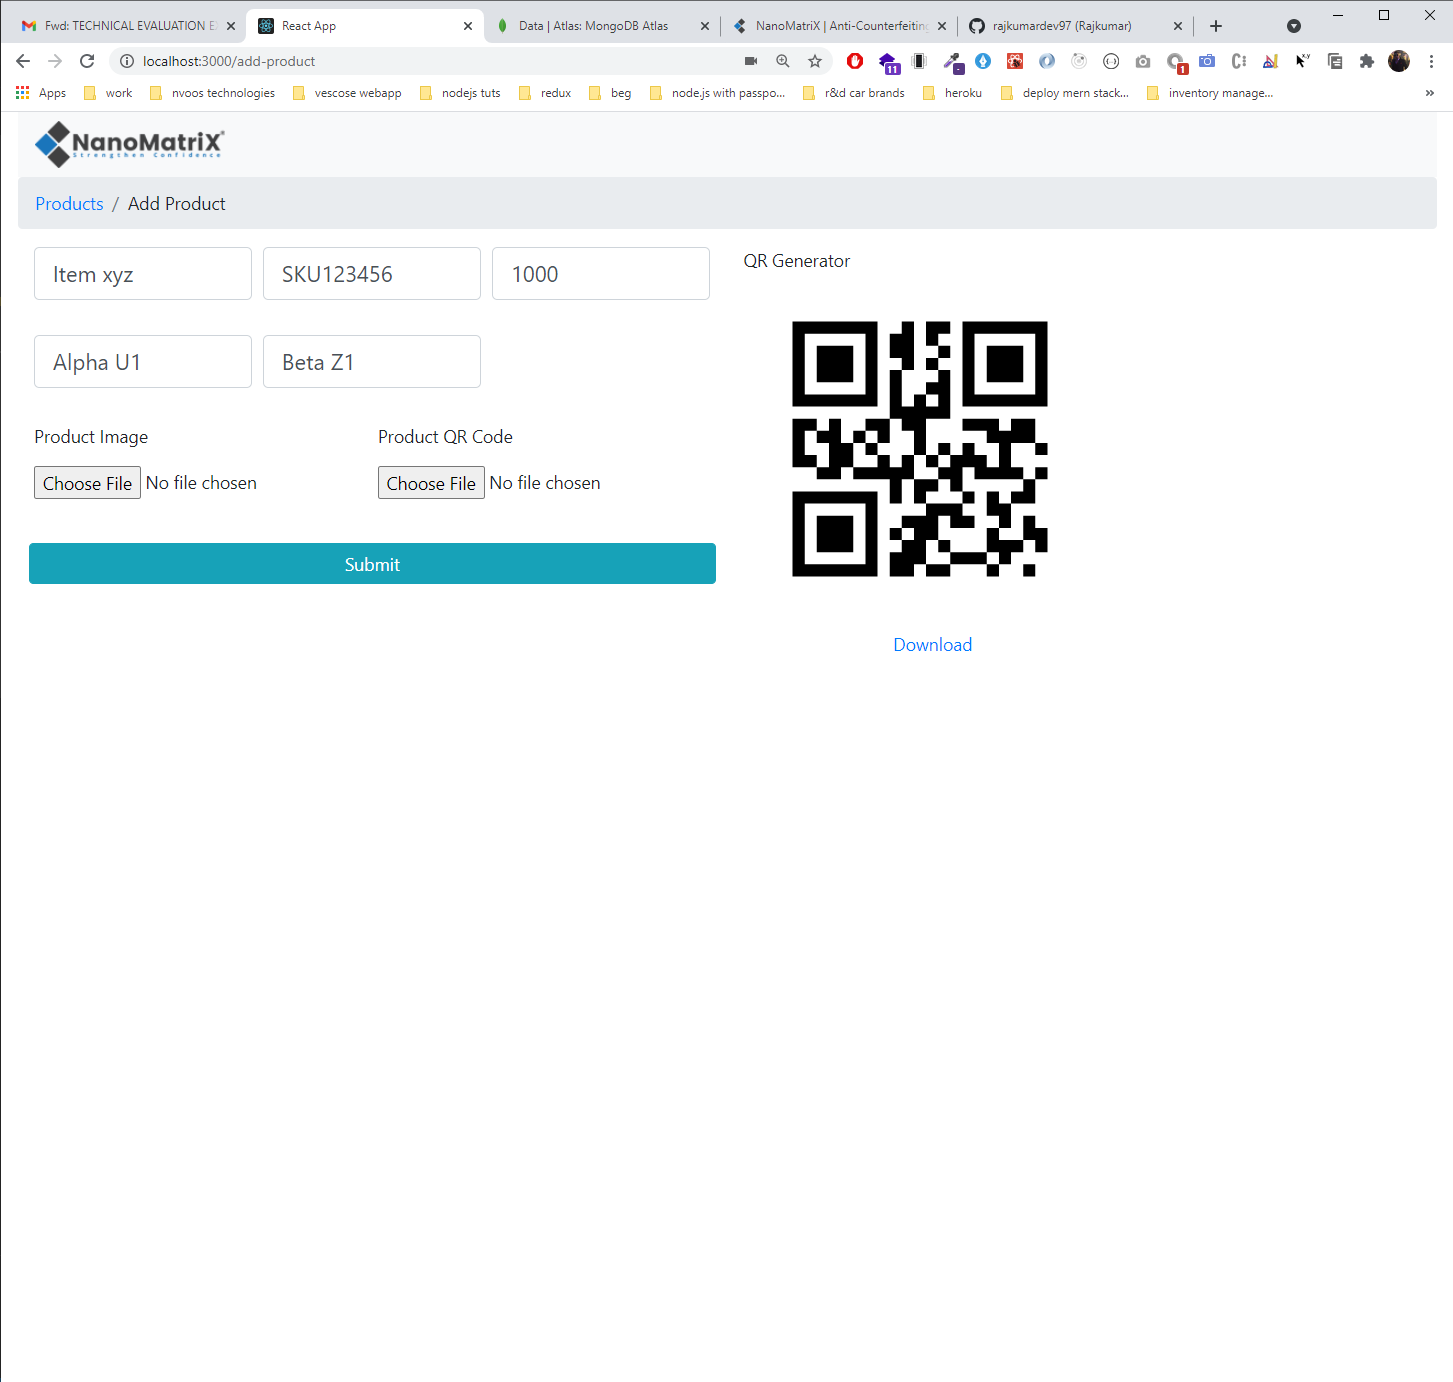 Fwd: TECHNICAL EVALUATION E
React App
Data | Atlas: MongoDB Atlas
NanoMatriX | Anti-Counterfeiting
rajkumardev97 (Rajkumar)
localhost:3000/add-product
11
1
Apps
work
nvoos technologies
vescose webapp
nodejs tuts
redux
beg
node.js with passpo...
r&d car brands
heroku
deploy mern stack...
inventory manage...
»
NanoMatriX®
Strengthen Confidence
Products / Add Product
Item xyz
SKU123456
1000
QR Generator
Alpha U1
Beta Z1
Product Image
Product QR Code
Choose File No file chosen
Choose File No file chosen
Submit
Download